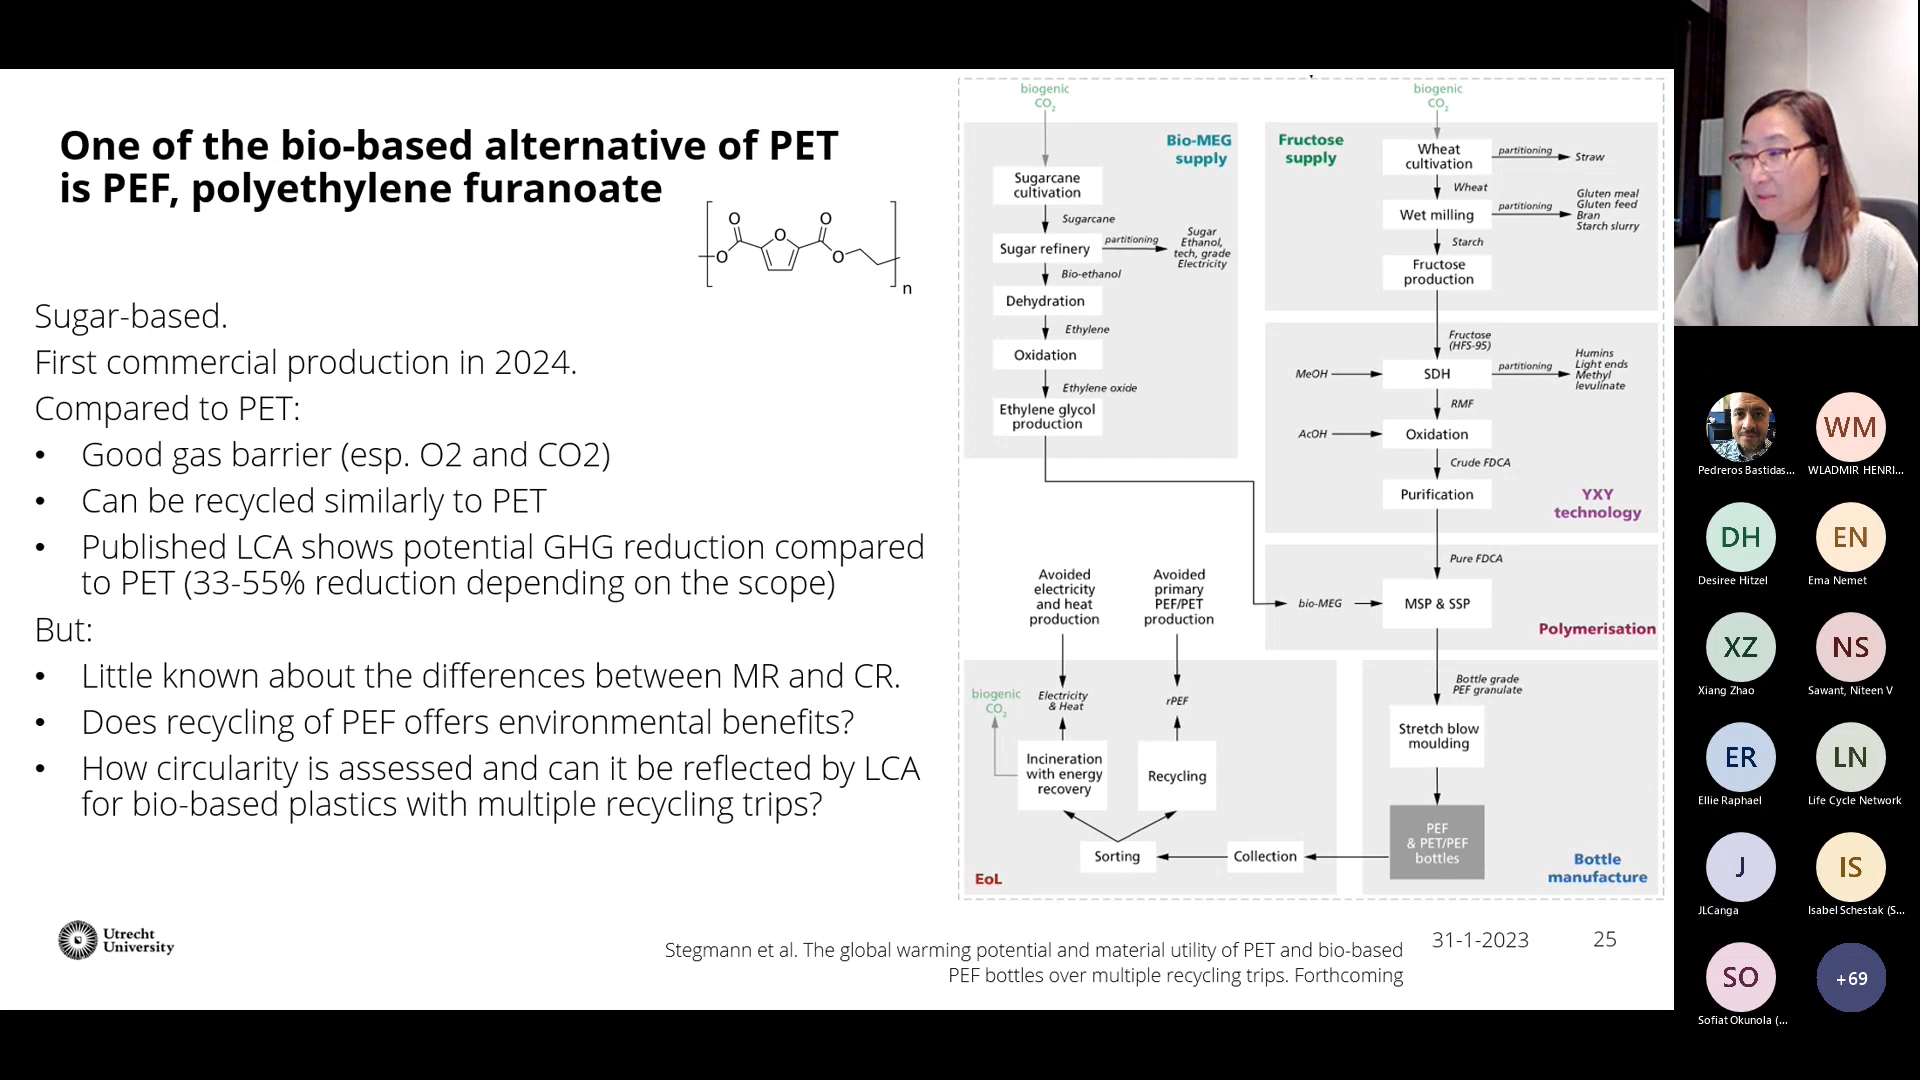 One of the bio-based alternative of PET
is PEF, polyethylene furanoate
O
O
O
O
O
n
Sugar-based.
First commercial production in 2024.
Compared to PET:
• Good gas barrier (esp. O2 and CO2)
• Can be recycled similarly to PET
• Published LCA shows potential GHG reduction compared
to PET (33-55% reduction depending on the scope)
But:
• Little known about the differences between MR and CR.
• Does recycling of PEF offers environmental benefits?
• How circularity is assessed and can it be reflected by LCA
for bio-based plastics with multiple recycling trips?
biogenic
CO2
Bio-MEG
supply
Sugarcane
cultivation
Sugarcane
Sugar refinery
partitioning
Sugar
Ethanol,
tech, grade
Electricity
Bio-ethanol
Dehydration
Ethylene
Oxidation
Ethylene oxide
Ethylene glycol
production
biogenic
CO2
Fructose
supply
Wheat
cultivation
partitioning
Straw
Wheat
Wet milling
partitioning
Gluten meal
Gluten feed
Bran
Starch slurry
Starch
Fructose
production
Fructose
(HFS-95)
MeOH
SDH
partitioning
Humins
Light ends
Methyl
levulinate
RMF
AcOH
Oxidation
Crude FDCA
Purification
YXY
technology
Pure FDCA
bio-MEG
MSP & SSP
Polymerisation
Bottle grade
PEF granulate
Stretch blow
moulding
PEF
& PET/PEF
bottles
Bottle
manufacture
Avoided
electricity
and heat
production
Avoided
primary
PEF/PET
production
biogenic
CO2
Electricity
& Heat
rPEF
Incineration
with energy
recovery
Recycling
Sorting
Collection
EoL
Utrecht
University
Stegmann et al. The global warming potential and material utility of PET and bio-based
PEF bottles over multiple recycling trips. Forthcoming
31-1-2023
25
Pedreros Bastidas...
WM
WLADMIR HENRI...
DH
Desiree Hitzel
EN
Ema Nemet
XZ
Xiang Zhao
NS
Sawant, Niteen V
ER
Ellie Raphael
LN
Life Cycle Network
J
JLCanga
IS
Isabel Schestak (S...
SO
Sofiat Okunola (...
+69